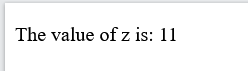 The value of z is: 11